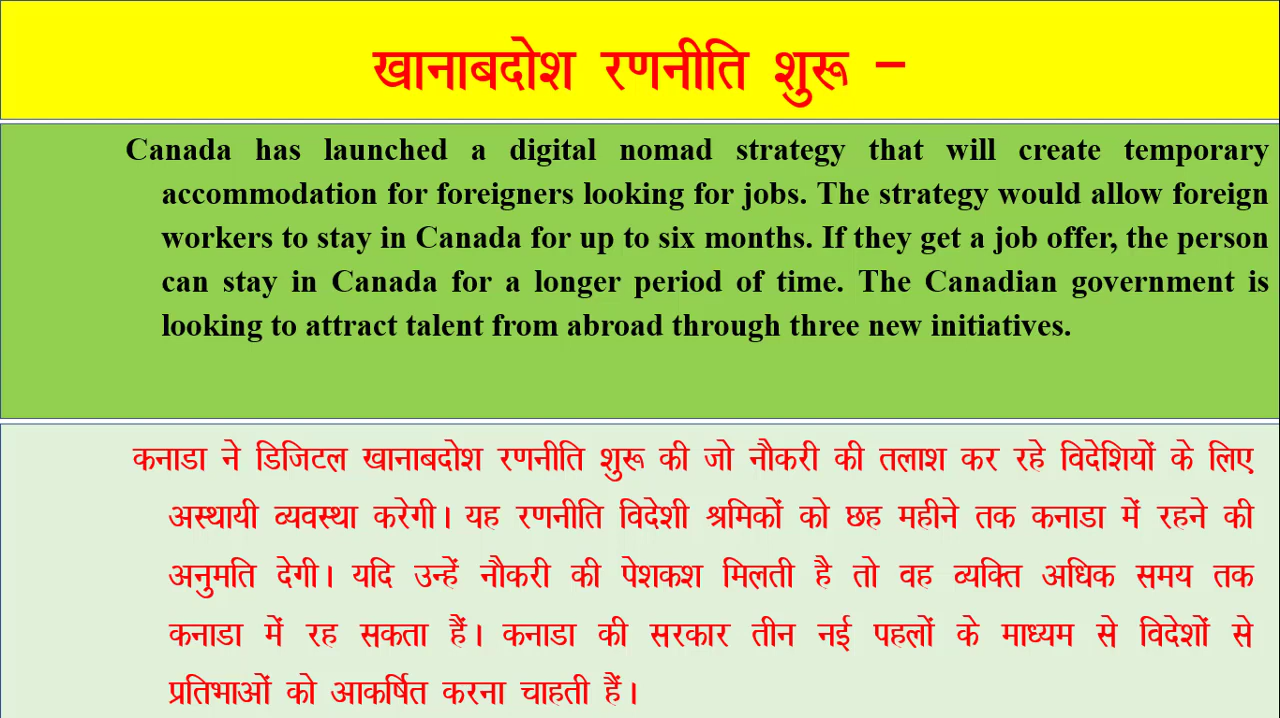 खानाबदोश रणनीति शुरू –
Canada has launched a digital nomad strategy that will create temporary
accommodation for foreigners looking for jobs. The strategy would allow foreign
workers to stay in Canada for up to six months. If they get a job offer, the person
can stay in Canada for a longer period of time. The Canadian government is
looking to attract talent from abroad through three new initiatives.
कनाडा ने डिजिटल खानाबदोश रणनीति शुरू की जो नौकरी की तलाश कर रहे विदेशियों के लिए
अस्थायी व्यवस्था करेगी। यह रणनीति विदेशी श्रमिकों को छह महीने तक कनाडा में रहने की
अनुमति देगी। यदि उन्हें नौकरी की पेशकश मिलती है तो वह व्यक्ति अधिक समय तक
कनाडा में रह सकता हैं। कनाडा की सरकार तीन नई पहलों के माध्यम से विदेशों से
प्रतिभाओं को आकर्षित करना चाहती हैं।